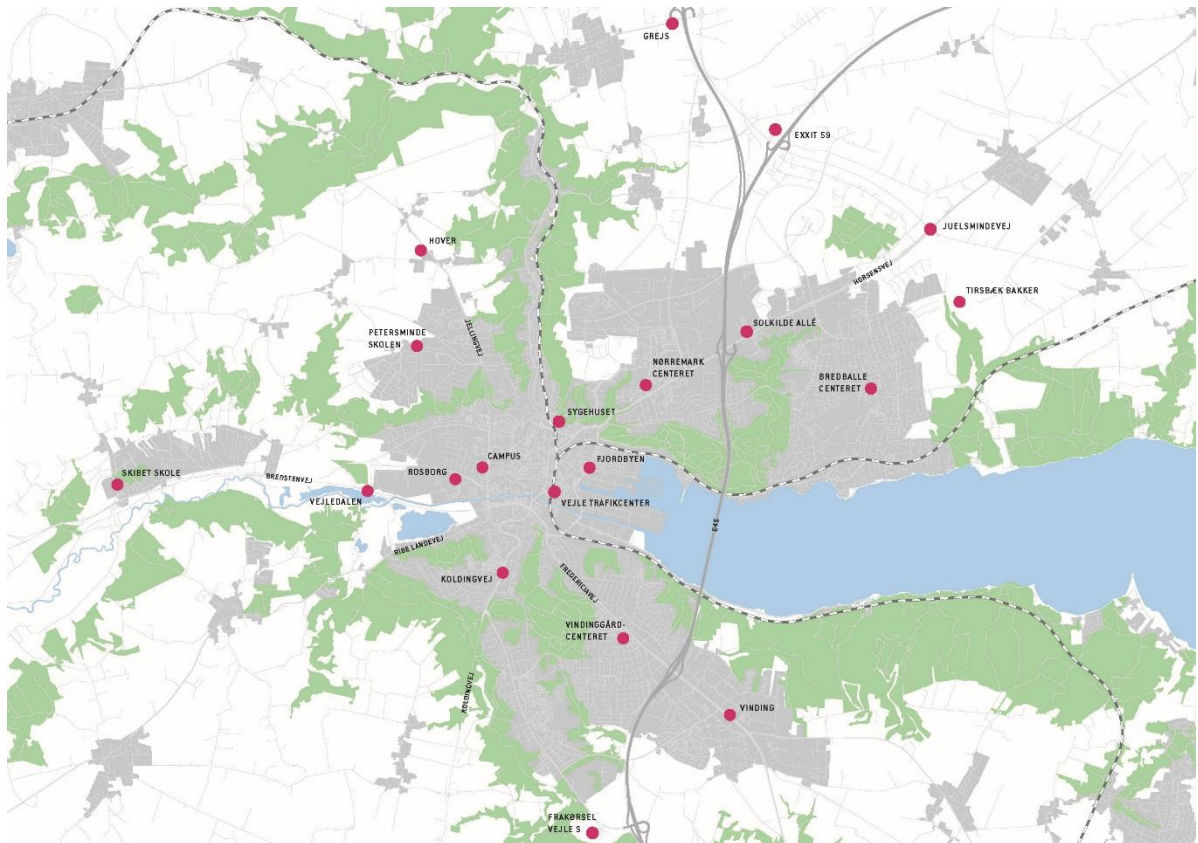 GREJS
EXXIT 59
JUELSMINDEVEJ
HOVER
HORSENSVEJ
TIRSBÆK BAKKER
JELLINGVEJ
PETERSMINDE
SKOLEN
SOLKILDE ALLÉ
NØRREMARK
CENTERET
BREDBALLE
CENTERET
SYGEHUSET
SKIBET SKOLE
BREDSTENVEJ
ROSBORG
CAMPUS
FJORDBYEN
VEJLEDALEN
VEJLE TRAFIKCENTER
E45
RIBE LANDEVEJ
KOLDINGVEJ
FREDERICIAVEJ
VINDINGGÅRD-
CENTERET
KOLDINGVEJ
VINDING
FRAKØRSEL
VEJLE S